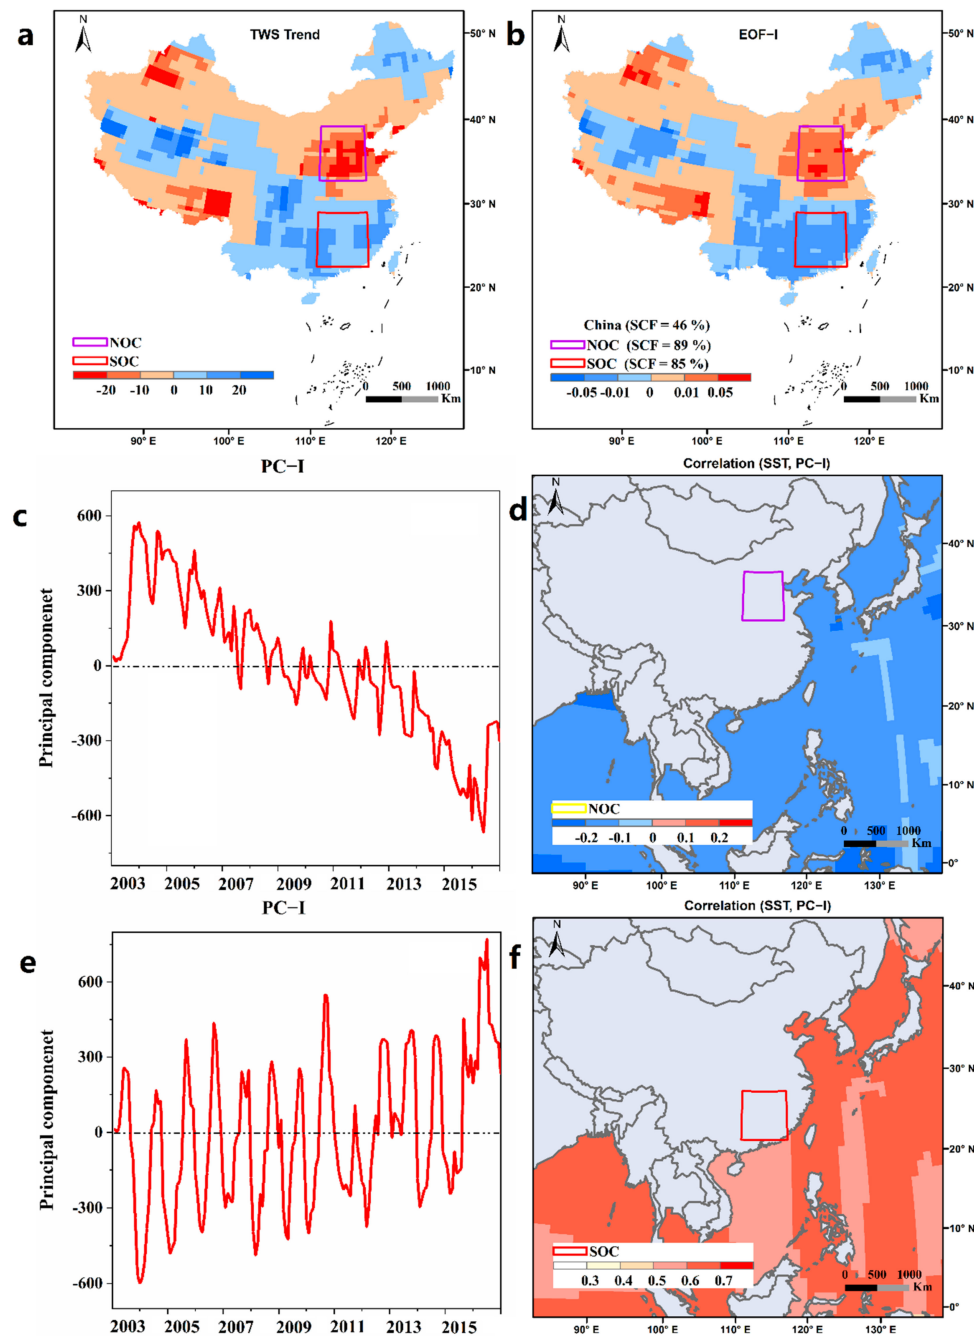 a
N
TWS Trend
50° N
40° N
30° N
20° N
10° N
NOC
SOC
-20 -10 0 10 20
0 500 1000
Km
90° E 100° E 110° E 120° E
b
N
EOF-I
50° N
40° N
30° N
20° N
10° N
China (SCF = 46 %)
NOC (SCF = 89 %)
SOC (SCF = 85 %)
-0.05 -0.01 0 0.01 0.05
0 500 1000
Km
90° E 100° E 110° E 120° E
PC−I
c
Principal componenet
600
300
0
-300
-600
2003 2005 2007 2009 2011 2013 2015
Correlation (SST, PC-I)
d
N
40° N
30° N
20° N
10° N
0°
NOC
-0.2 -0.1 0 0.1 0.2
0 500 1000
Km
90° E 100° E 110° E 120° E 130° E
PC−I
e
Principal componenet
600
300
0
-300
-600
2003 2005 2007 2009 2011 2013 2015
Correlation (SST, PC-I)
f
N
40° N
30° N
20° N
10° N
0°
SOC
0.3 0.4 0.5 0.6 0.7
0 500 1000
Km
90° E 100° E 110° E 120° E 130° E